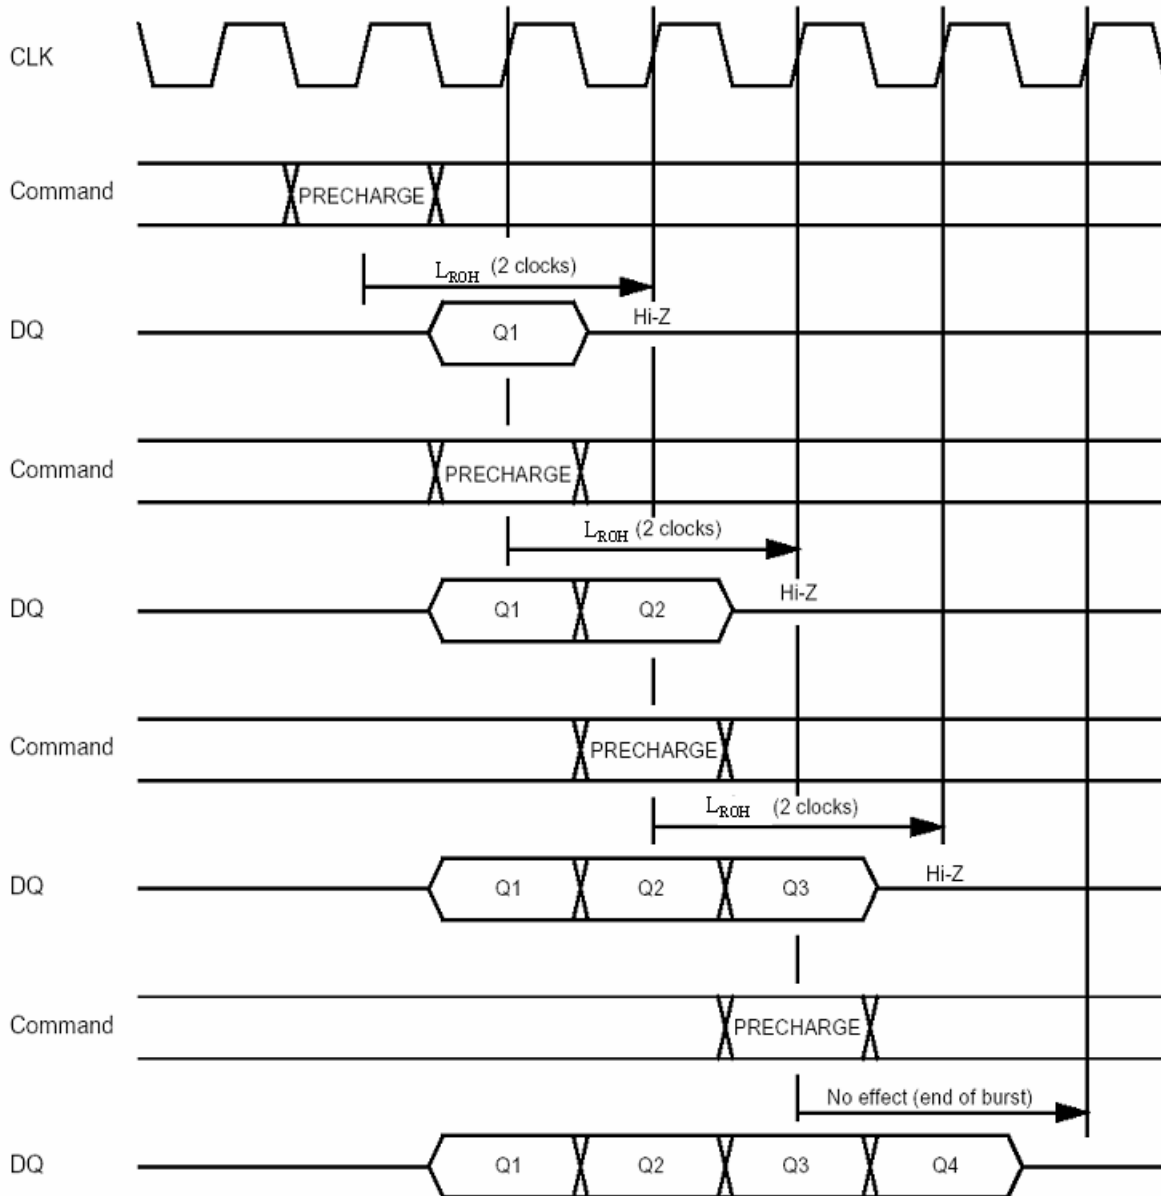 CLK
Command
PRECHARGE
LROH (2 clocks)
DQ
Q1
Hi-Z
Command
PRECHARGE
LROH (2 clocks)
DQ
Q1
Q2
Hi-Z
Command
PRECHARGE
LROH (2 clocks)
DQ
Q1
Q2
Q3
Hi-Z
Command
PRECHARGE
No effect (end of burst)
DQ
Q1
Q2
Q3
Q4